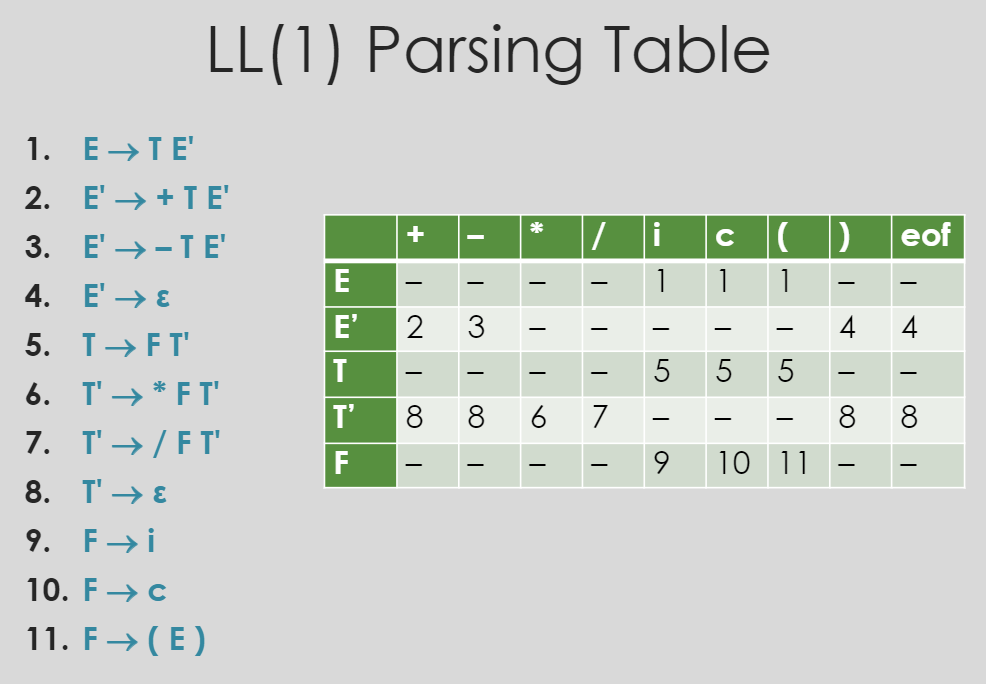 LL(1) Parsing Table
1. E → T E'
2. E' → + T E'
3. E' → – T E'
4. E' → ε
5. T → F T'
6. T' → * F T'
7. T' → / F T'
8. T' → ε
9. F → i
10. F → c
11. F → ( E )
+ – * / i c ( ) eof
E – – – – 1 1 1 – –
E’ 2 3 – – – – – 4 4
T – – – – 5 5 5 – –
T’ 8 8 6 7 – – – 8 8
F – – – – 9 10 11 – –